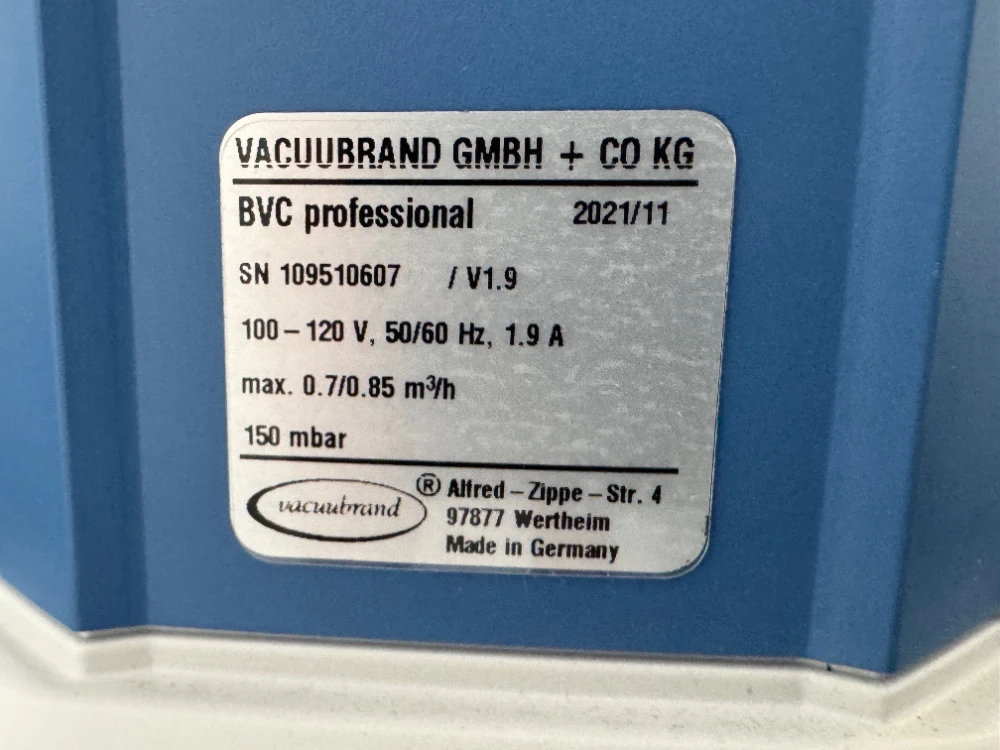 VACUUBRAND GMBH + CO KG
BVC professional 2021/11
SN 109510607 / V1.9
100 – 120 V, 50/60 Hz, 1.9 A
max. 0.7/0.85 m³/h
150 mbar
vacuubrand ® Alfred – Zippe – Str. 4
97877 Wertheim
Made in Germany